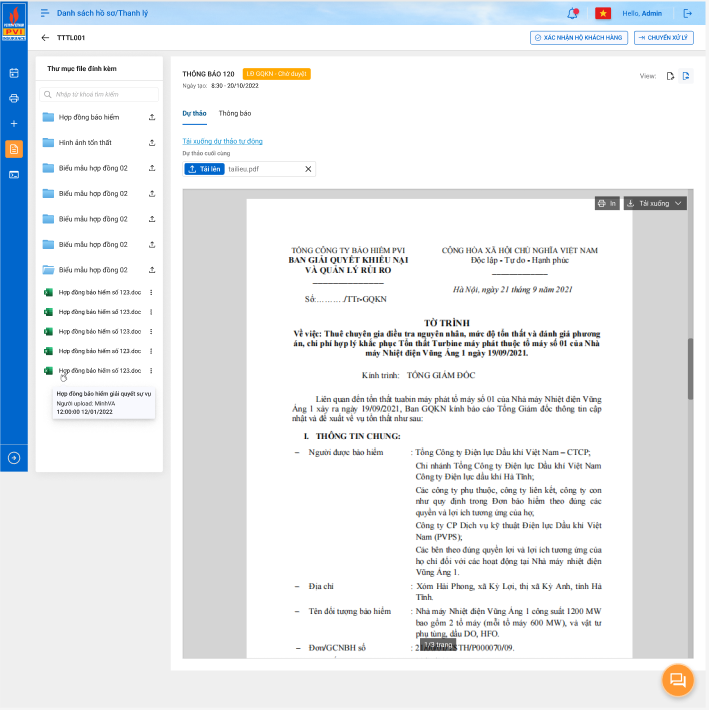 PETROVIETNAM
PVI
INSURANCE
Danh sách hồ sơ/Thanh lý
Hello, Admin
TTTL001
XÁC NHẬN HỘ KHÁCH HÀNG
CHUYỂN XỬ LÝ
Thư mục file đính kèm
Nhập từ khoá tìm kiếm
Hợp đồng bảo hiểm
Hình ảnh tổn thất
Biểu mẫu hợp đồng 02
Biểu mẫu hợp đồng 02
Biểu mẫu hợp đồng 02
Biểu mẫu hợp đồng 02
Biểu mẫu hợp đồng 02
Hợp đồng bảo hiểm số 123.doc
Hợp đồng bảo hiểm số 123.doc
Hợp đồng bảo hiểm số 123.doc
Hợp đồng bảo hiểm số 123.doc
Hợp đồng bảo hiểm số 123.doc
Hợp đồng bảo hiểm giải quyết sự vụ
Người upload: MinhVA
12:00:00 12/01/2022
THÔNG BÁO 120
UB GQKN - Chờ duyệt
Ngày tạo: 8:30 - 20/10/2022
View:
Dự thảo
Thông báo
Tải xuống dự thảo tự động
Dự thảo cuối cùng
Tải lên
tailieu.pdf
In
Tải xuống
TỔNG CÔNG TY BẢO HIỂM PVI
BAN GIẢI QUYẾT KHIẾU NẠI
VÀ QUẢN LÝ RỦI RO
Số:........./TTr-GQKN
CỘNG HÒA XÃ HỘI CHỦ NGHĨA VIỆT NAM
Độc lập - Tự do - Hạnh phúc
Hà Nội, ngày 21 tháng 9 năm 2021
TỜ TRÌNH
Về việc: Thuê chuyên gia điều tra nguyên nhân, mức độ tổn thất và đánh giá phương
án, chi phí hợp lý khắc phục Tổn thất Turbine máy phát thuộc tổ máy số 01 của Nhà
máy Nhiệt điện Vũng Áng 1 ngày 19/09/2021.
Kính trình: TỔNG GIÁM ĐỐC
Liên quan đến tổn thất tuabin máy phát tổ máy số 01 của Nhà máy Nhiệt điện Vũng
Áng 1 xảy ra ngày 19/09/2021, Ban GQKN kính báo cáo Tổng Giám đốc thông tin cập
nhật và đề xuất về vụ tổn thất như sau:
I. THÔNG TIN CHUNG:
– Người được bảo hiểm : Tổng Công ty Điện lực Dầu khí Việt Nam – CTCP;
Chi nhánh Tổng Công ty Điện lực Dầu khí Việt Nam
Công ty Điện lực dầu khí Hà Tĩnh;
Các công ty phụ thuộc, công ty liên kết, công ty con
như quy định trong Đơn bảo hiểm theo đúng các
quyền và lợi ích tương ứng của họ;
Công ty CP Dịch vụ kỹ thuật Điện lực Dầu khí Việt
Nam (PVPS);
Các bên theo đúng quyền lợi và lợi ích tương ứng của
họ chỉ đối với các hoạt động tại Nhà máy nhiệt điện
Vũng Áng 1.
– Địa chỉ : Xóm Hải Phong, xã Kỳ Lợi, thị xã Kỳ Anh, tỉnh Hà
Tĩnh.
– Tên đối tượng bảo hiểm : Nhà máy Nhiệt điện Vũng Áng 1 công suất 1200 MW
bao gồm 2 tổ máy (mỗi tổ máy 600 MW), và vật tư
phụ tùng, dầu DO, HFO.
– Đơn/GCNBH số
1/3 trang
STH/P000070/09.